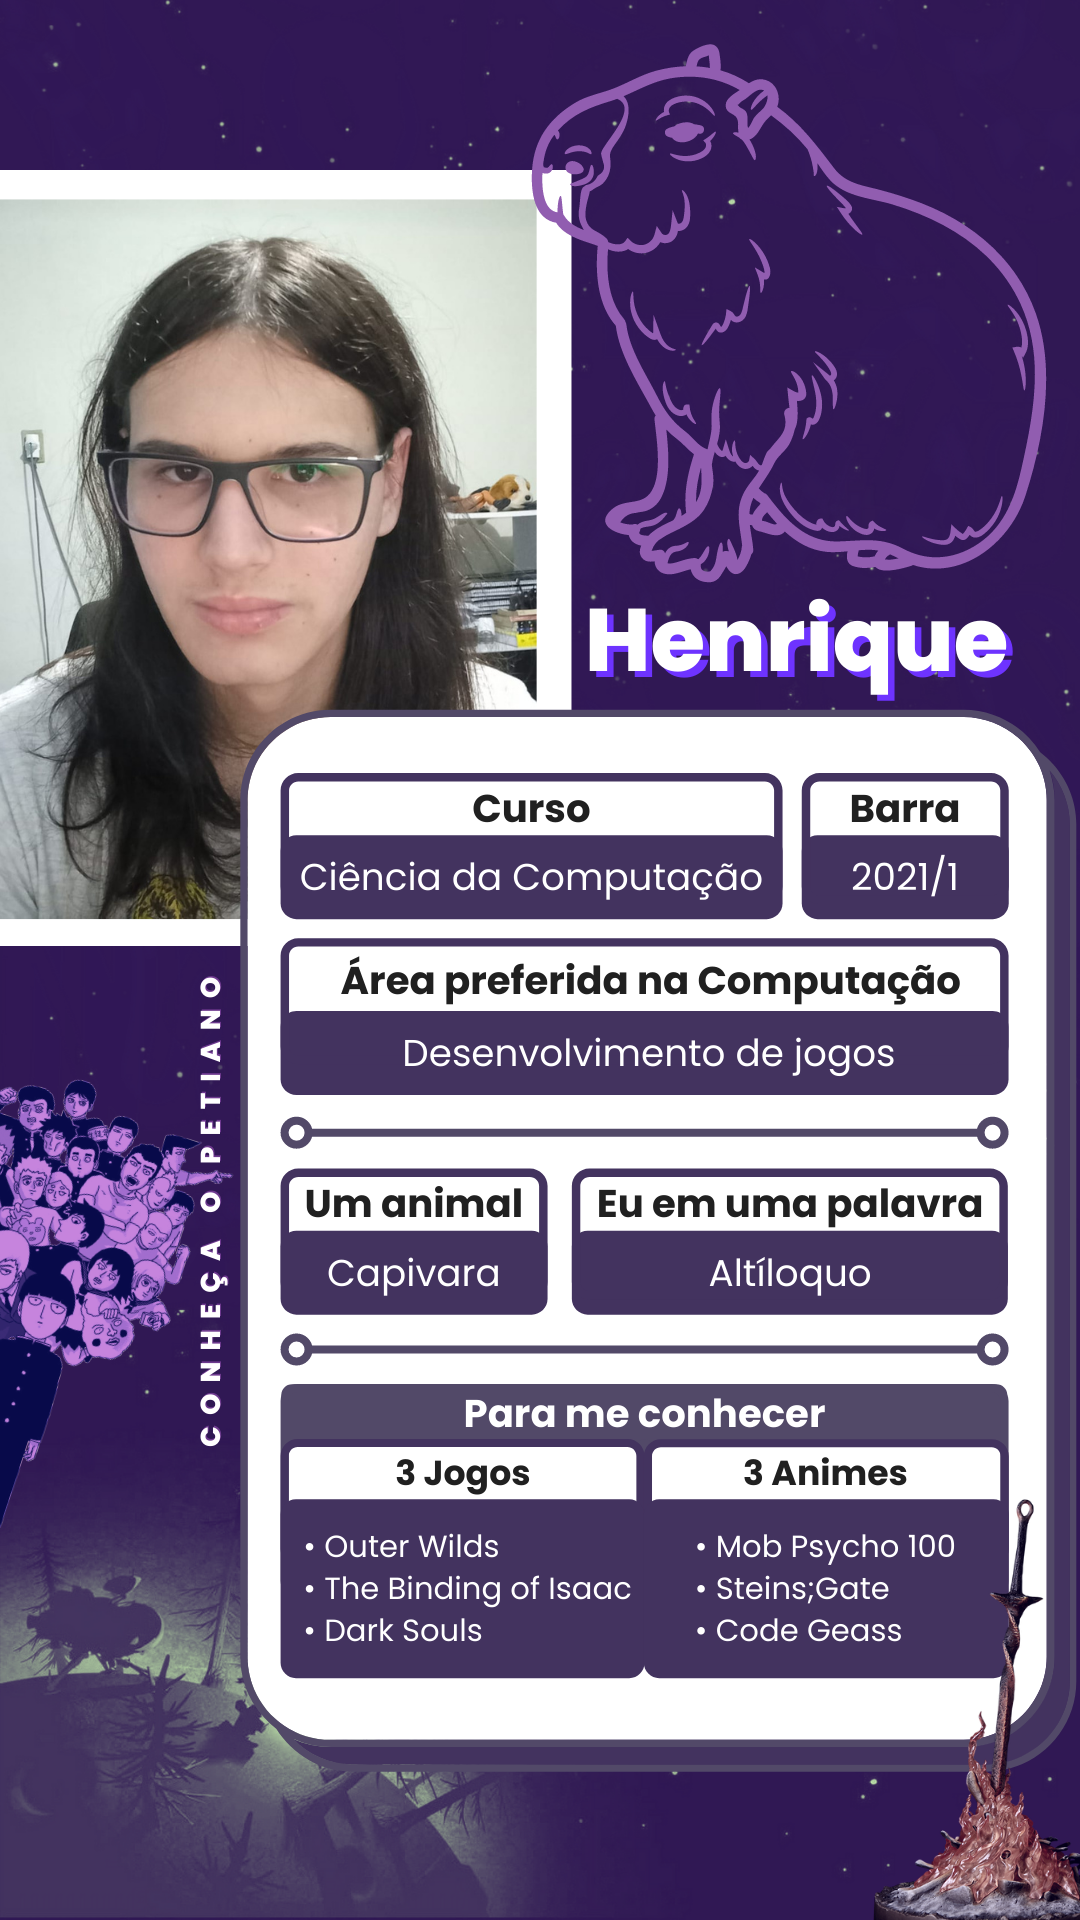 Henrique
Curso
Ciência da Computação
Barra
2021/1
Área preferida na Computação
Desenvolvimento de jogos
CONHEÇA O PETIANO
Um animal
Capivara
Eu em uma palavra
Altíloquo
Para me conhecer
3 Jogos
• Outer Wilds
• The Binding of Isaac
• Dark Souls
3 Animes
• Mob Psycho 100
• Steins;Gate
• Code Geass